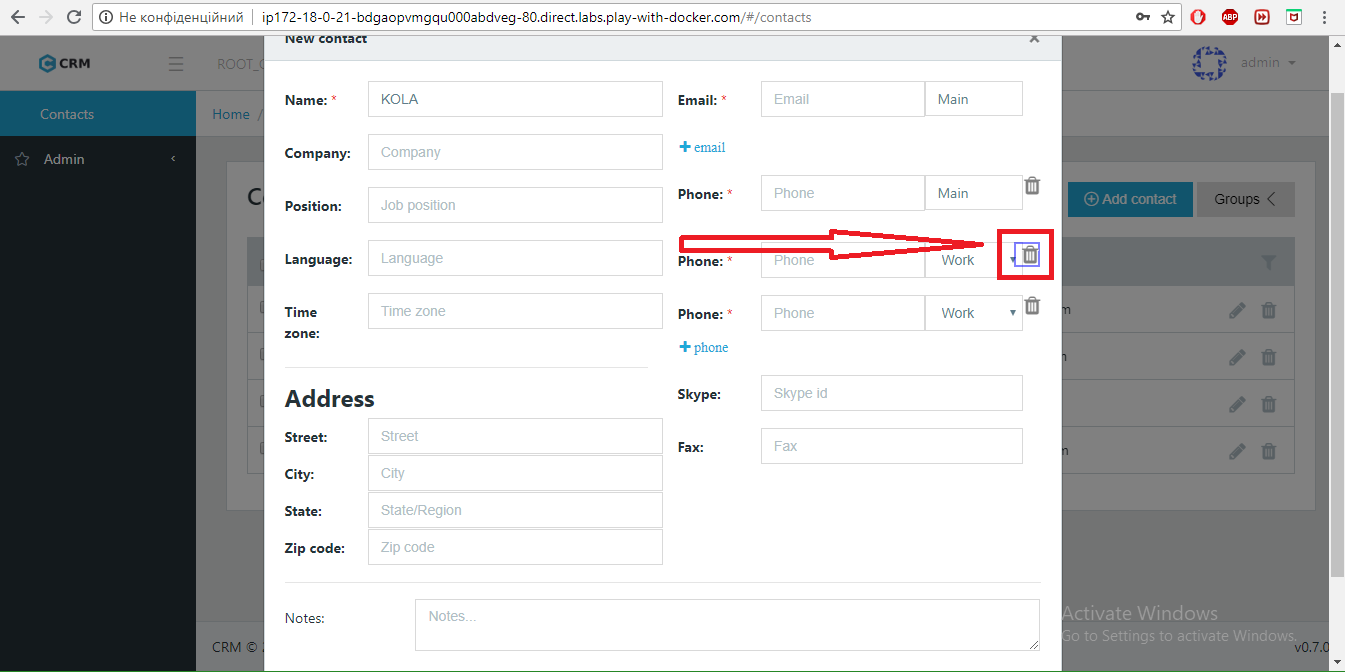 Не конфіденційний
ip172-18-0-21-bdgaopvmgqu000abdveg-80.direct.labs.play-with-docker.com/#/contacts
ABP
CRM
ROOT_
admin
New contact
×
Contacts
Home /
Admin
Name: *
KOLA
Company:
Company
Position:
Job position
Language:
Language
Time
zone:
Time zone
Address
Street:
Street
City:
City
State:
State/Region
Zip code:
Zip code
Email: *
Email
Main
+ email
Phone: *
Phone
Main
Phone: *
Phone
Work
Phone: *
Phone
Work
+ phone
Skype:
Skype id
Fax:
Fax
Notes:
Notes...
Add contact
Groups
m
m
Activate Windows
Go to Settings to activate Windows.
CRM ©
v0.7.0